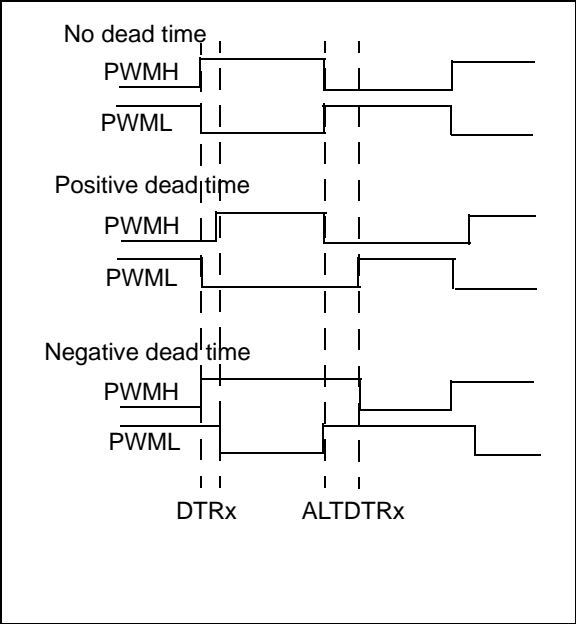 No dead time
PWMH
PWML
Positive dead time
PWMH
PWML
Negative dead time
PWMH
PWML
DTRx ALTDTRx